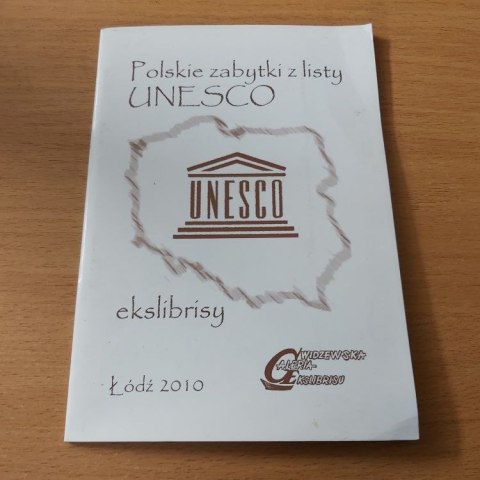 Polskie zabytki z listy
UNESCO
UNESCO
ekslibrisy
WIDZEWSKA
GALERIA
EKSLIBRISU
Łódź 2010